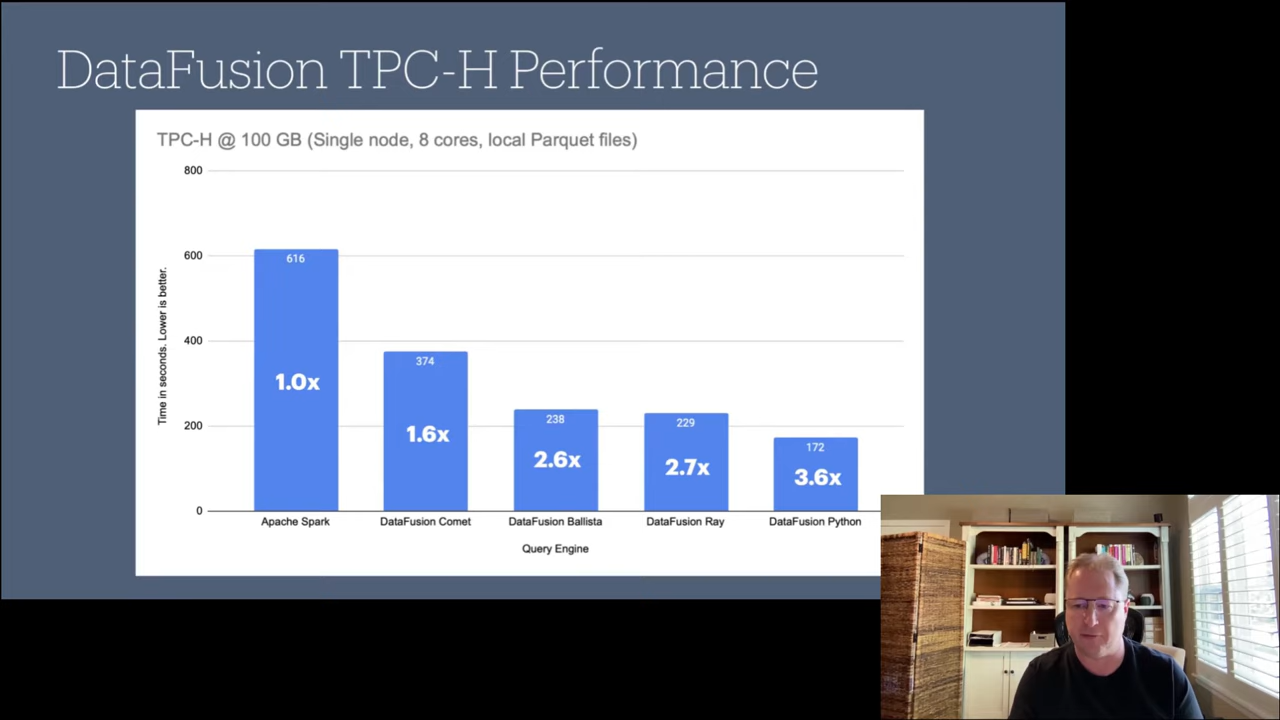 DataFusion TPC-H Performance
TPC-H @ 100 GB (Single node, 8 cores, local Parquet files)
Time in seconds. Lower is better.
800
600
400
200
0
616
1.0x
374
1.6x
238
2.6x
229
2.7x
172
3.6x
Apache Spark
DataFusion Comet
DataFusion Ballista
DataFusion Ray
DataFusion Python
Query Engine